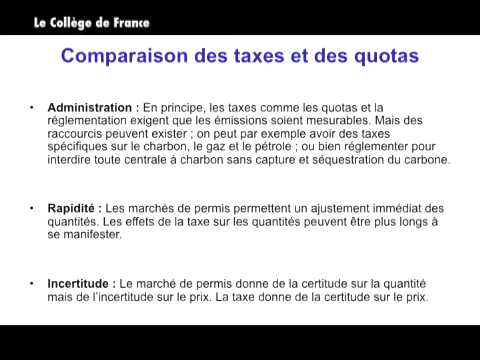 Le Collège de France
Comparaison des taxes et des quotas
• Administration : En principe, les taxes comme les quotas et la
réglementation exigent que les émissions soient mesurables. Mais des
raccourcis peuvent exister ; on peut par exemple avoir des taxes
spécifiques sur le charbon, le gaz et le pétrole ; ou bien réglementer pour
interdire toute centrale à charbon sans capture et séquestration du carbone.
• Rapidité : Les marchés de permis permettent un ajustement immédiat des
quantités. Les effets de la taxe sur les quantités peuvent être plus longs à
se manifester.
• Incertitude : Le marché de permis donne de la certitude sur la quantité
mais de l'incertitude sur le prix. La taxe donne de la certitude sur le prix.